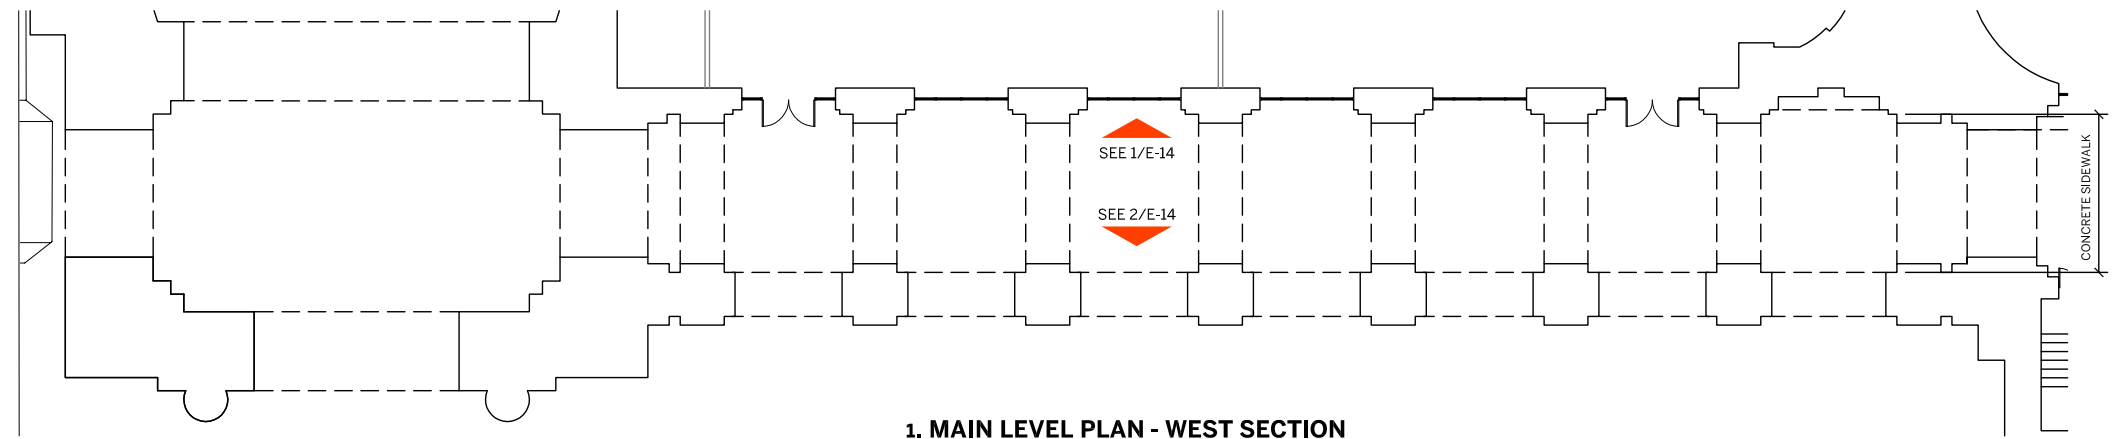 SEE 1/E-14
SEE 2/E-14
CONCRETE SIDEWALK
1. MAIN LEVEL PLAN - WEST SECTION